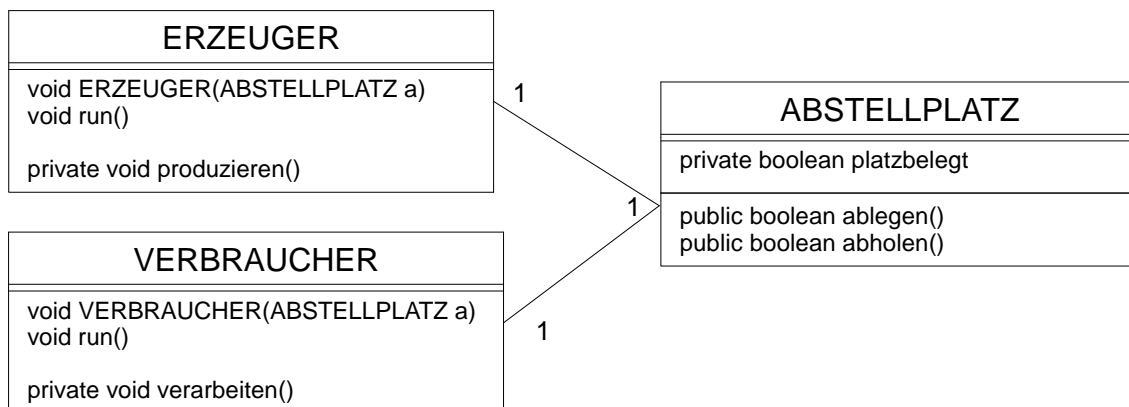 ERZEUGER
void ERZEUGER(ABSTELLPLATZ a)
void run()
private void produzieren()
1
ABSTELLPLATZ
private boolean platzbelegt
public boolean ablegen()
public boolean abholen()
1
VERBRAUCHER
void VERBRAUCHER(ABSTELLPLATZ a)
void run()
private void verarbeiten()
1